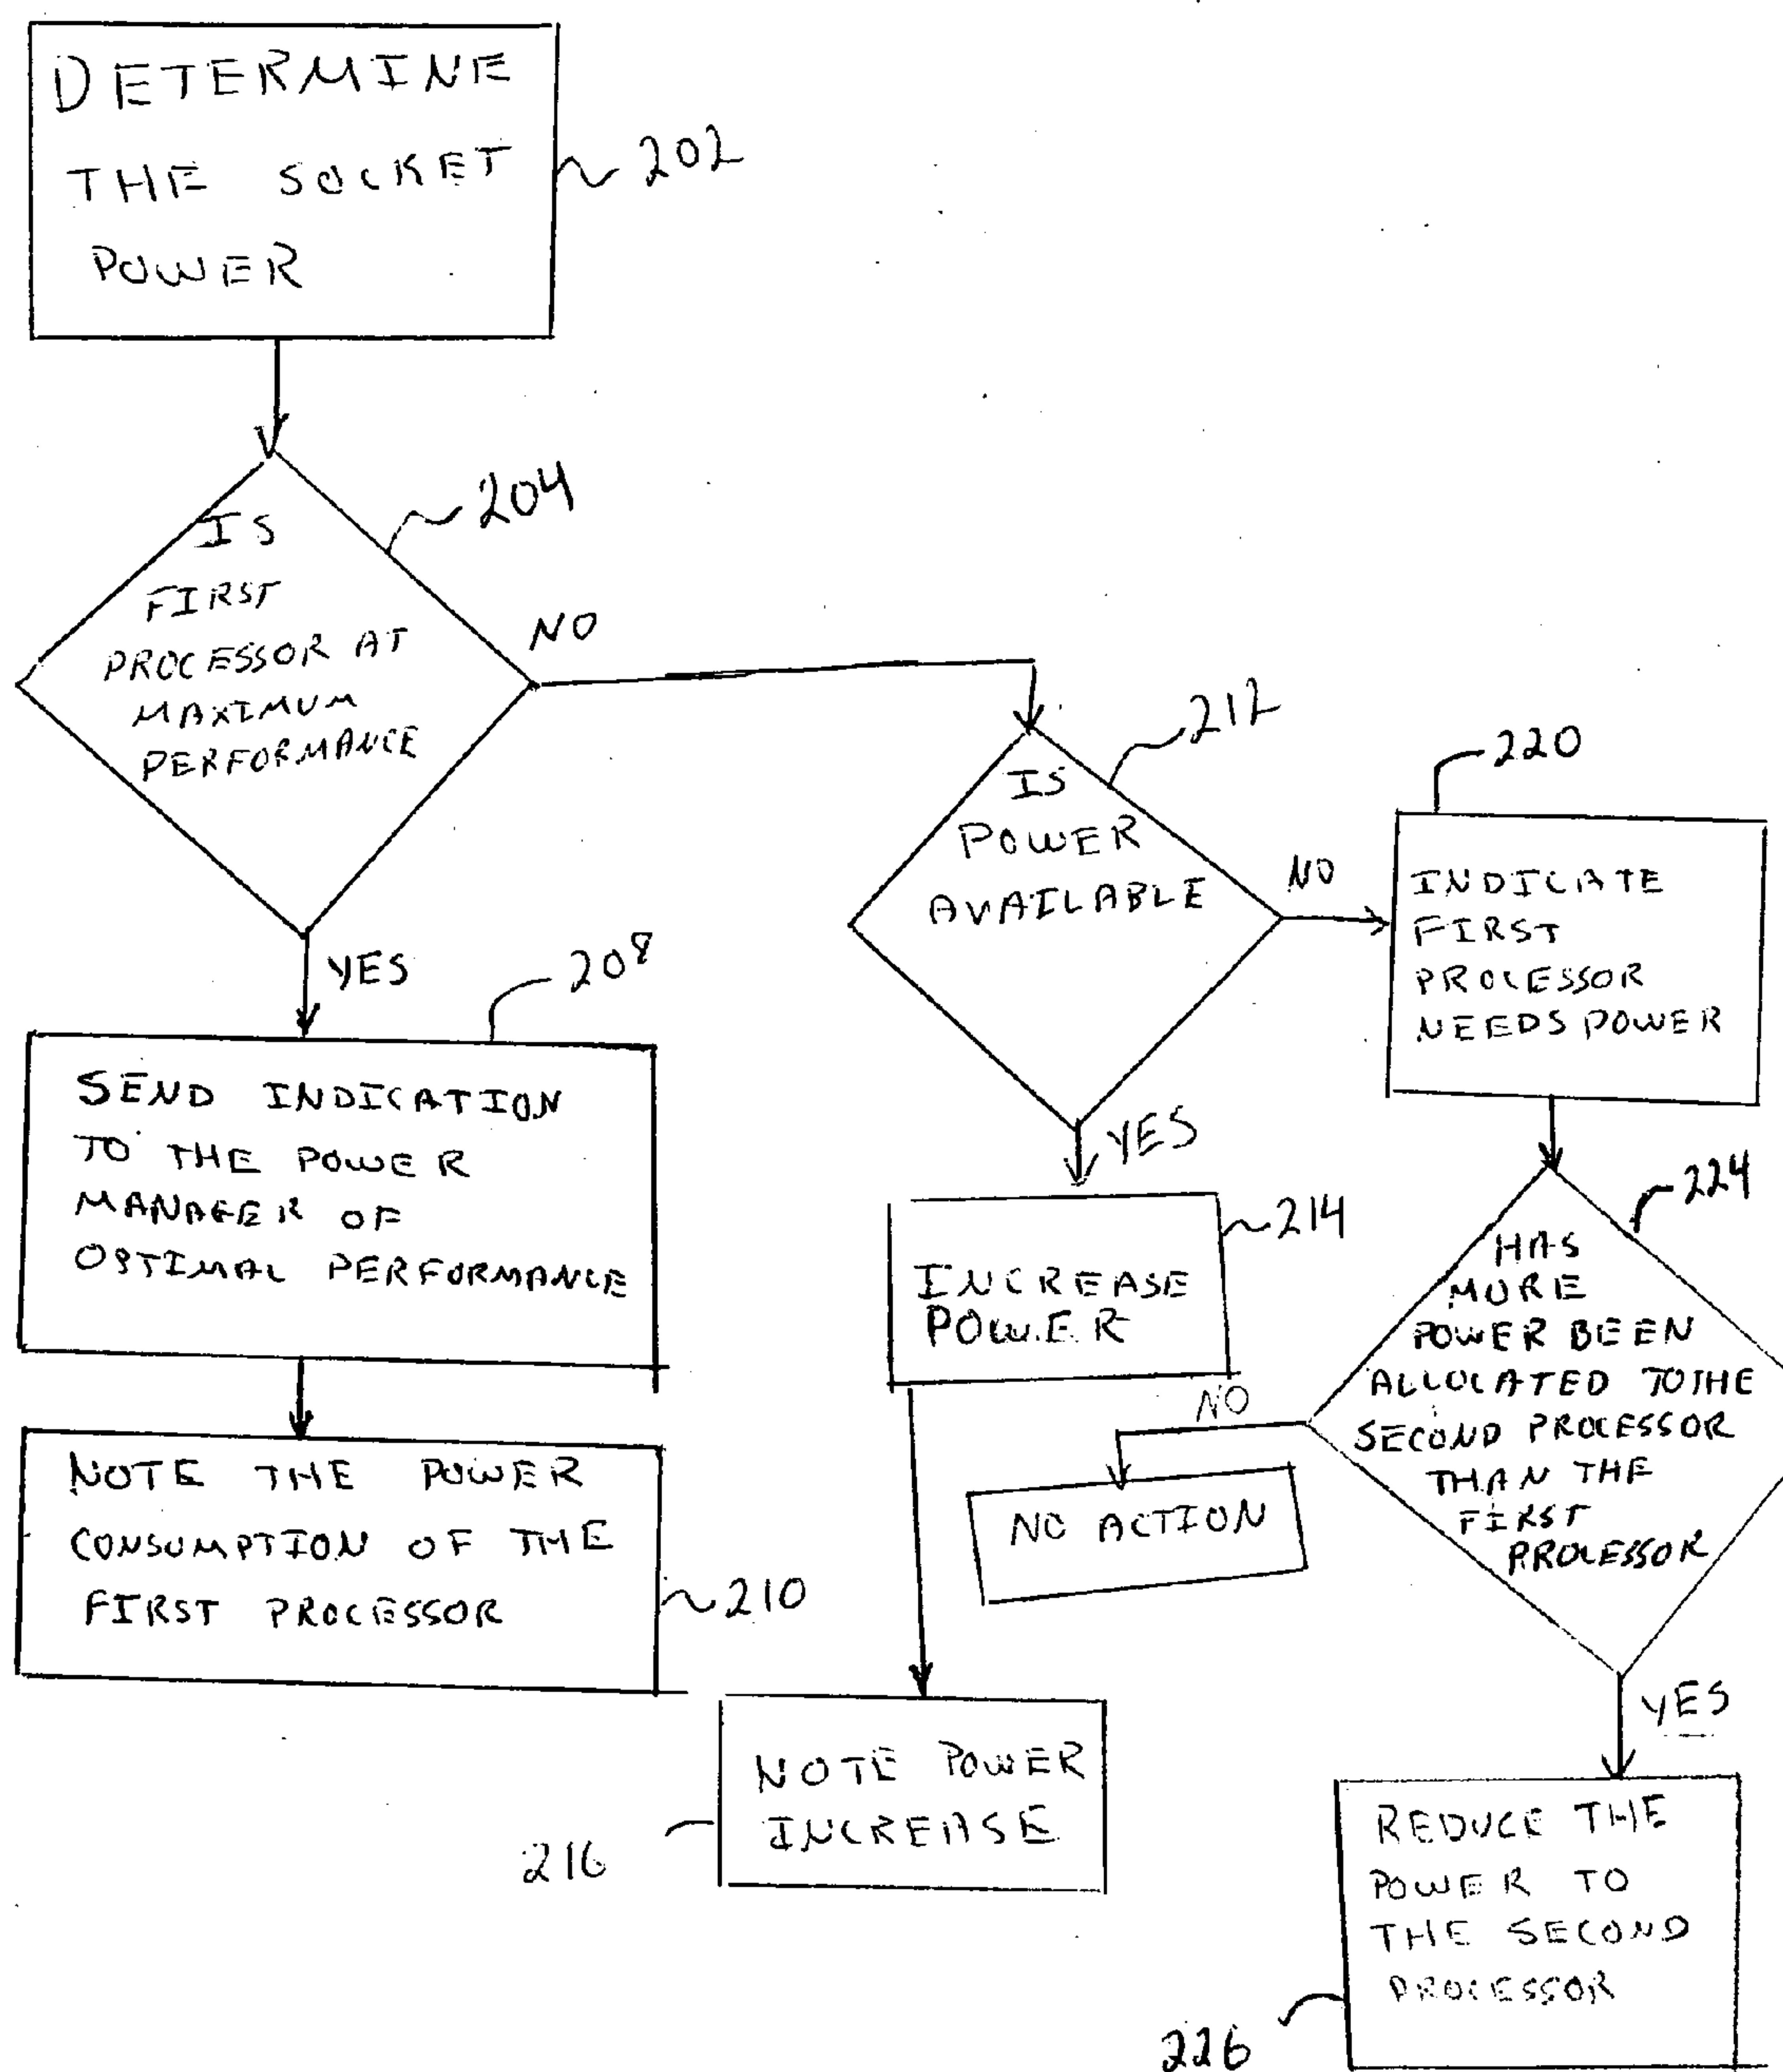 DETERMINE
THE SOCKET
POWER
202
IS
FIRST
PROCESSOR AT
MAXIMUM
PERFORMANCE
204
NO
YES
208
SEND INDICATION
TO THE POWER
MANAGER OF
OPTIMAL PERFORMANCE
NOTE THE POWER
CONSUMPTION OF THE
FIRST PROCESSOR
210
212
IS
POWER
AVAILABLE
NO
YES
214
INCREASE
POWER
NOTE POWER
INCREASE
216
220
INDICATE
FIRST
PROCESSOR
NEEDS POWER
224
HAS
MORE
POWER BEEN
ALLOCATED TO THE
SECOND PROCESSOR
THAN THE
FIRST
PROCESSOR
NO
NO ACTION
YES
REDUCE THE
POWER TO
THE SECOND
PROCESSOR
226